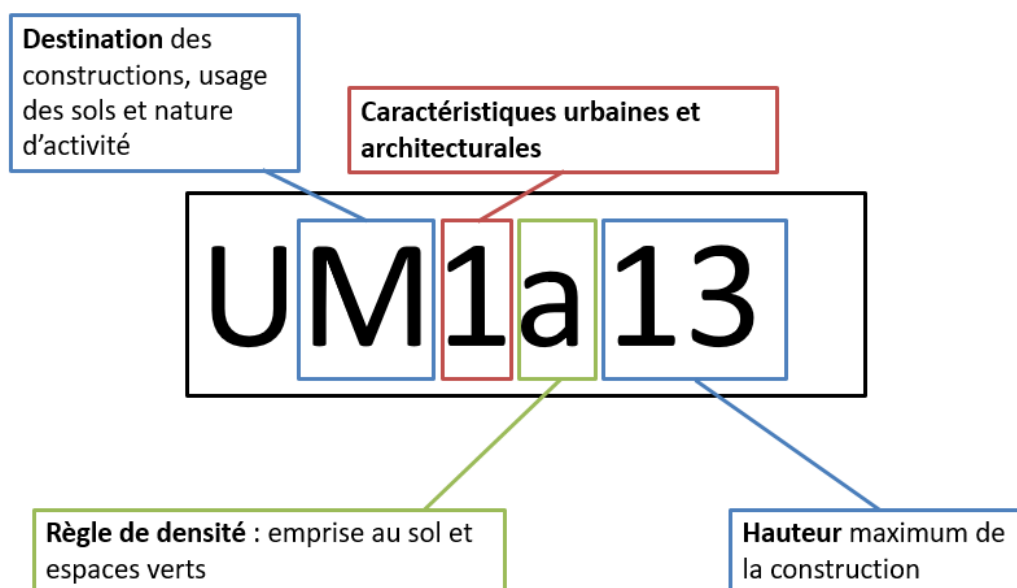 Destination des
constructions, usage
des sols et nature
d’activité
Caractéristiques urbaines et
architecturales
UM1a13
Règle de densité : emprise au sol et
espaces verts
Hauteur maximum de
la construction